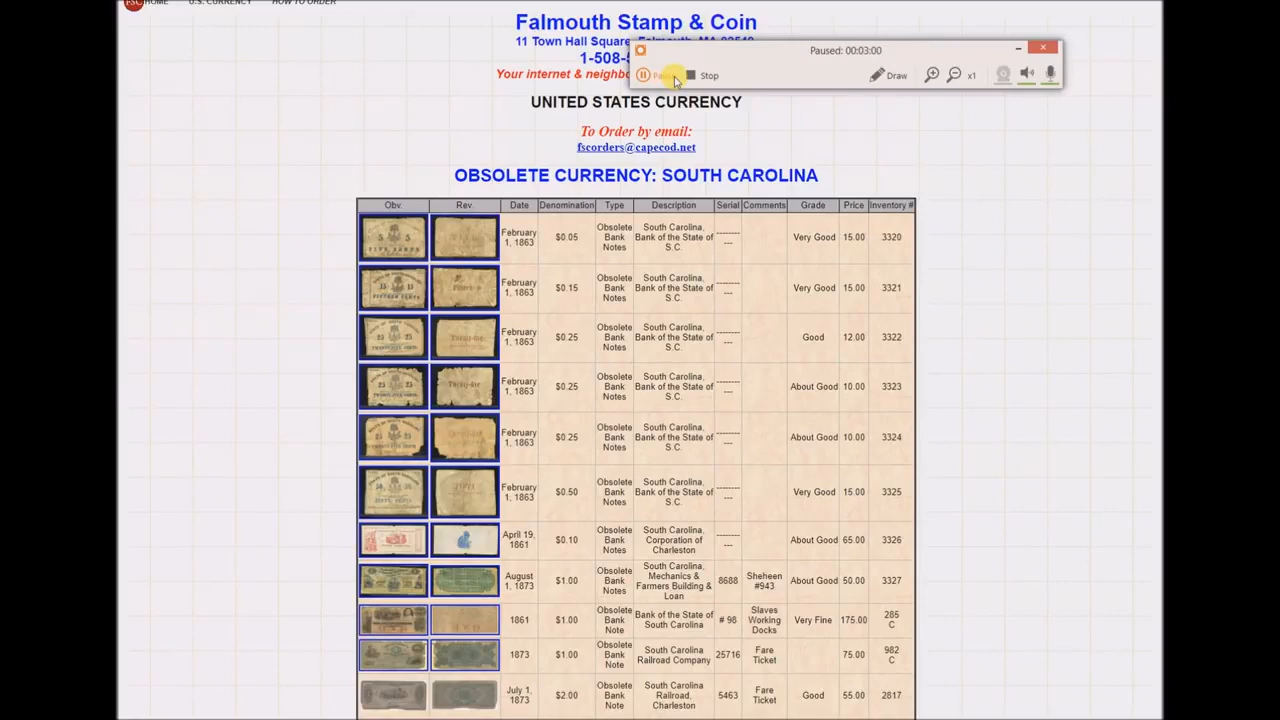 FSC HOME U.S. CURRENCY HOW TO ORDER
Falmouth Stamp & Coin
11 Town Hall Square, Falmouth, MA 02540
1-508-5
Your internet & neighbo
Paused: 00:03:00
Stop
Draw
x1
UNITED STATES CURRENCY
To Order by email:
fscorders@capecod.net
OBSOLETE CURRENCY: SOUTH CAROLINA
Obv. Rev. Date Denomination Type Description Serial Comments Grade Price Inventory #
February 1, 1863 $0.05 Obsolete Bank Notes South Carolina, Bank of the State of S.C. ----------- Very Good 15.00 3320
February 1, 1863 $0.15 Obsolete Bank Notes South Carolina, Bank of the State of S.C. ----------- Very Good 15.00 3321
February 1, 1863 $0.25 Obsolete Bank Notes South Carolina, Bank of the State of S.C. ----------- Good 12.00 3322
February 1, 1863 $0.25 Obsolete Bank Notes South Carolina, Bank of the State of S.C. ----------- About Good 10.00 3323
February 1, 1863 $0.25 Obsolete Bank Notes South Carolina, Bank of the State of S.C. ----------- About Good 10.00 3324
February 1, 1863 $0.50 Obsolete Bank Notes South Carolina, Bank of the State of S.C. ----------- Very Good 15.00 3325
April 19, 1861 $0.10 Obsolete Bank Notes South Carolina, Corporation of Charleston ----------- About Good 65.00 3326
August 1, 1873 $1.00 Obsolete Bank Notes South Carolina, Mechanics & Farmers Building & Loan 8688 Sheheen #943 About Good 50.00 3327
1861 $1.00 Obsolete Bank Note Bank of the State of South Carolina # 98 Slaves Working Docks Very Fine 175.00 285 C
1873 $1.00 Obsolete Bank Note South Carolina Railroad Company 25716 Fare Ticket 75.00 982 C
July 1, 1873 $2.00 Obsolete Bank Note South Carolina Railroad, Charleston 5463 Fare Ticket Good 55.00 2817